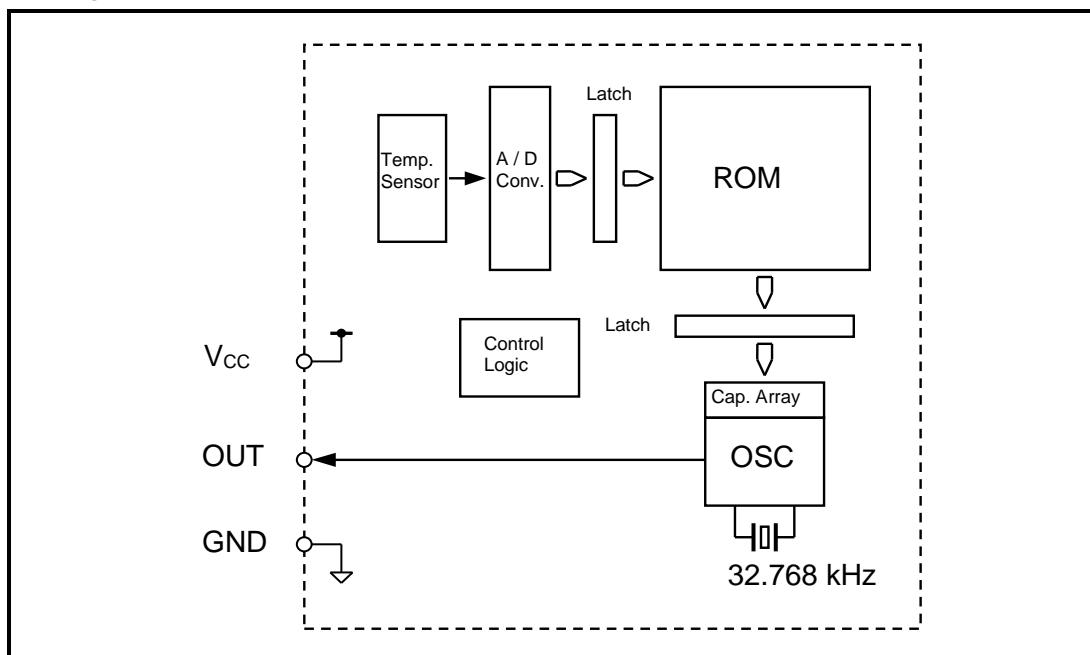 Latch
Temp.
Sensor
A / D
Conv.
ROM
Latch
Control
Logic
VCC
Cap. Array
OUT
OSC
GND
32.768 kHz